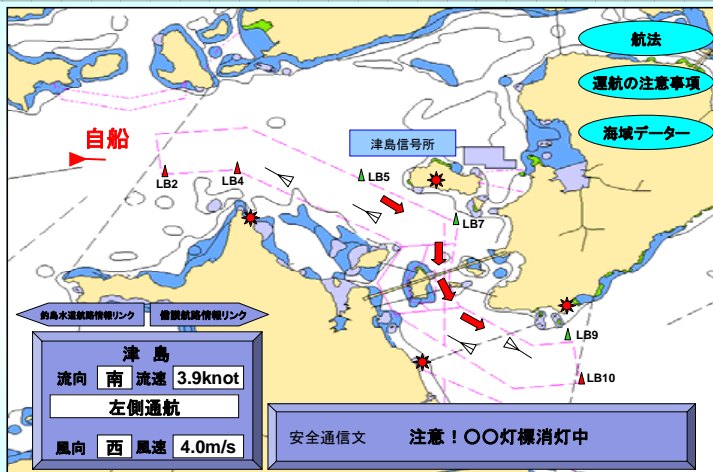 航法
運航の注意事項
海域データー
自船
津島信号所
LB2
LB4
LB5
LB7
釣島水道航路情報リンク
備讃航路情報リンク
津 島
流向 南 流速 3.9knot
左側通航
風向 西 風速 4.0m/s
LB9
LB10
安全通信文 注意！〇〇灯標消灯中